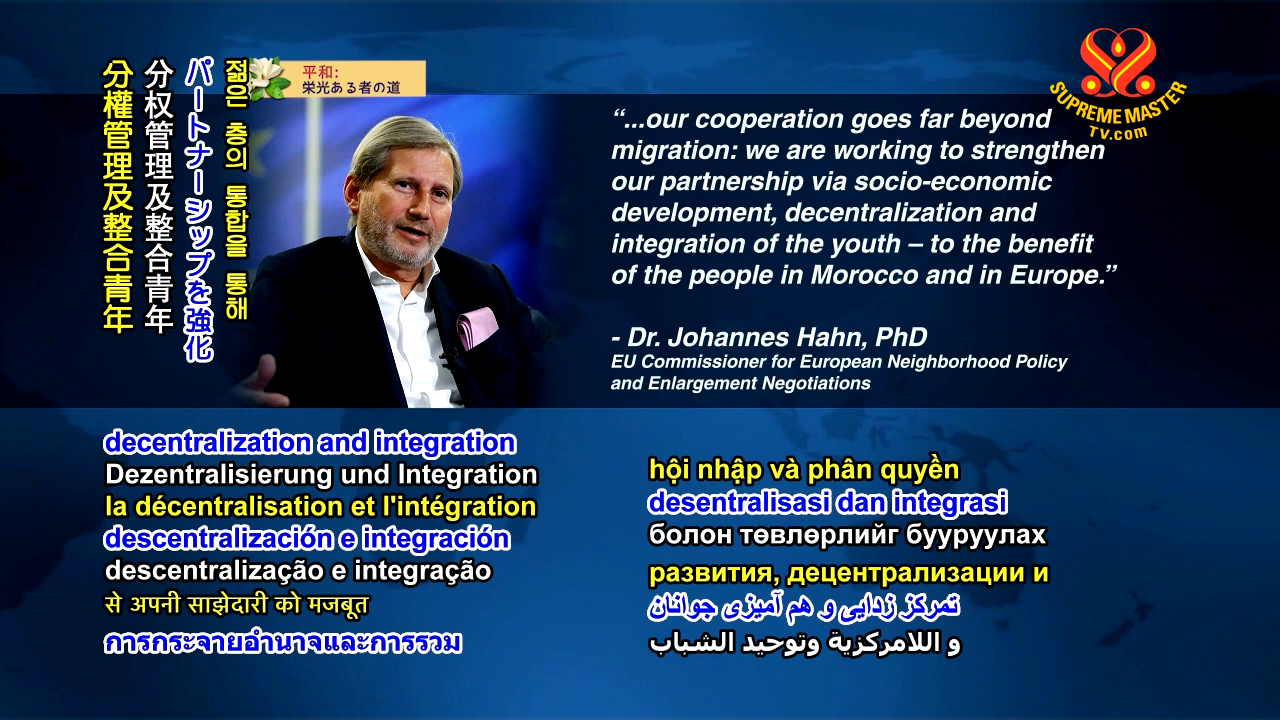 分權管理及整合青年
分权管理及整合青年
パートナーシップを強化
젊은 층의 통합을 통해
平和:
栄光ある者の道
SUPREME MASTER
TV.com
“...our cooperation goes far beyond
migration: we are working to strengthen
our partnership via socio-economic
development, decentralization and
integration of the youth – to the benefit
of the people in Morocco and in Europe.”
- Dr. Johannes Hahn, PhD
EU Commissioner for European Neighborhood Policy
and Enlargement Negotiations
decentralization and integration
Dezentralisierung und Integration
la décentralisation et l'intégration
descentralización e integración
descentralização e integração
से अपनी साझेदारी को मजबूत
การกระจายอำนาจและการรวม
hội nhập và phân quyền
desentralisasi dan integrasi
болон төвлөрлийг бууруулах
развития, децентрализации и
تمرکز زدایی و هم آمیزی جوانان
و اللامركزية وتوحيد الشباب